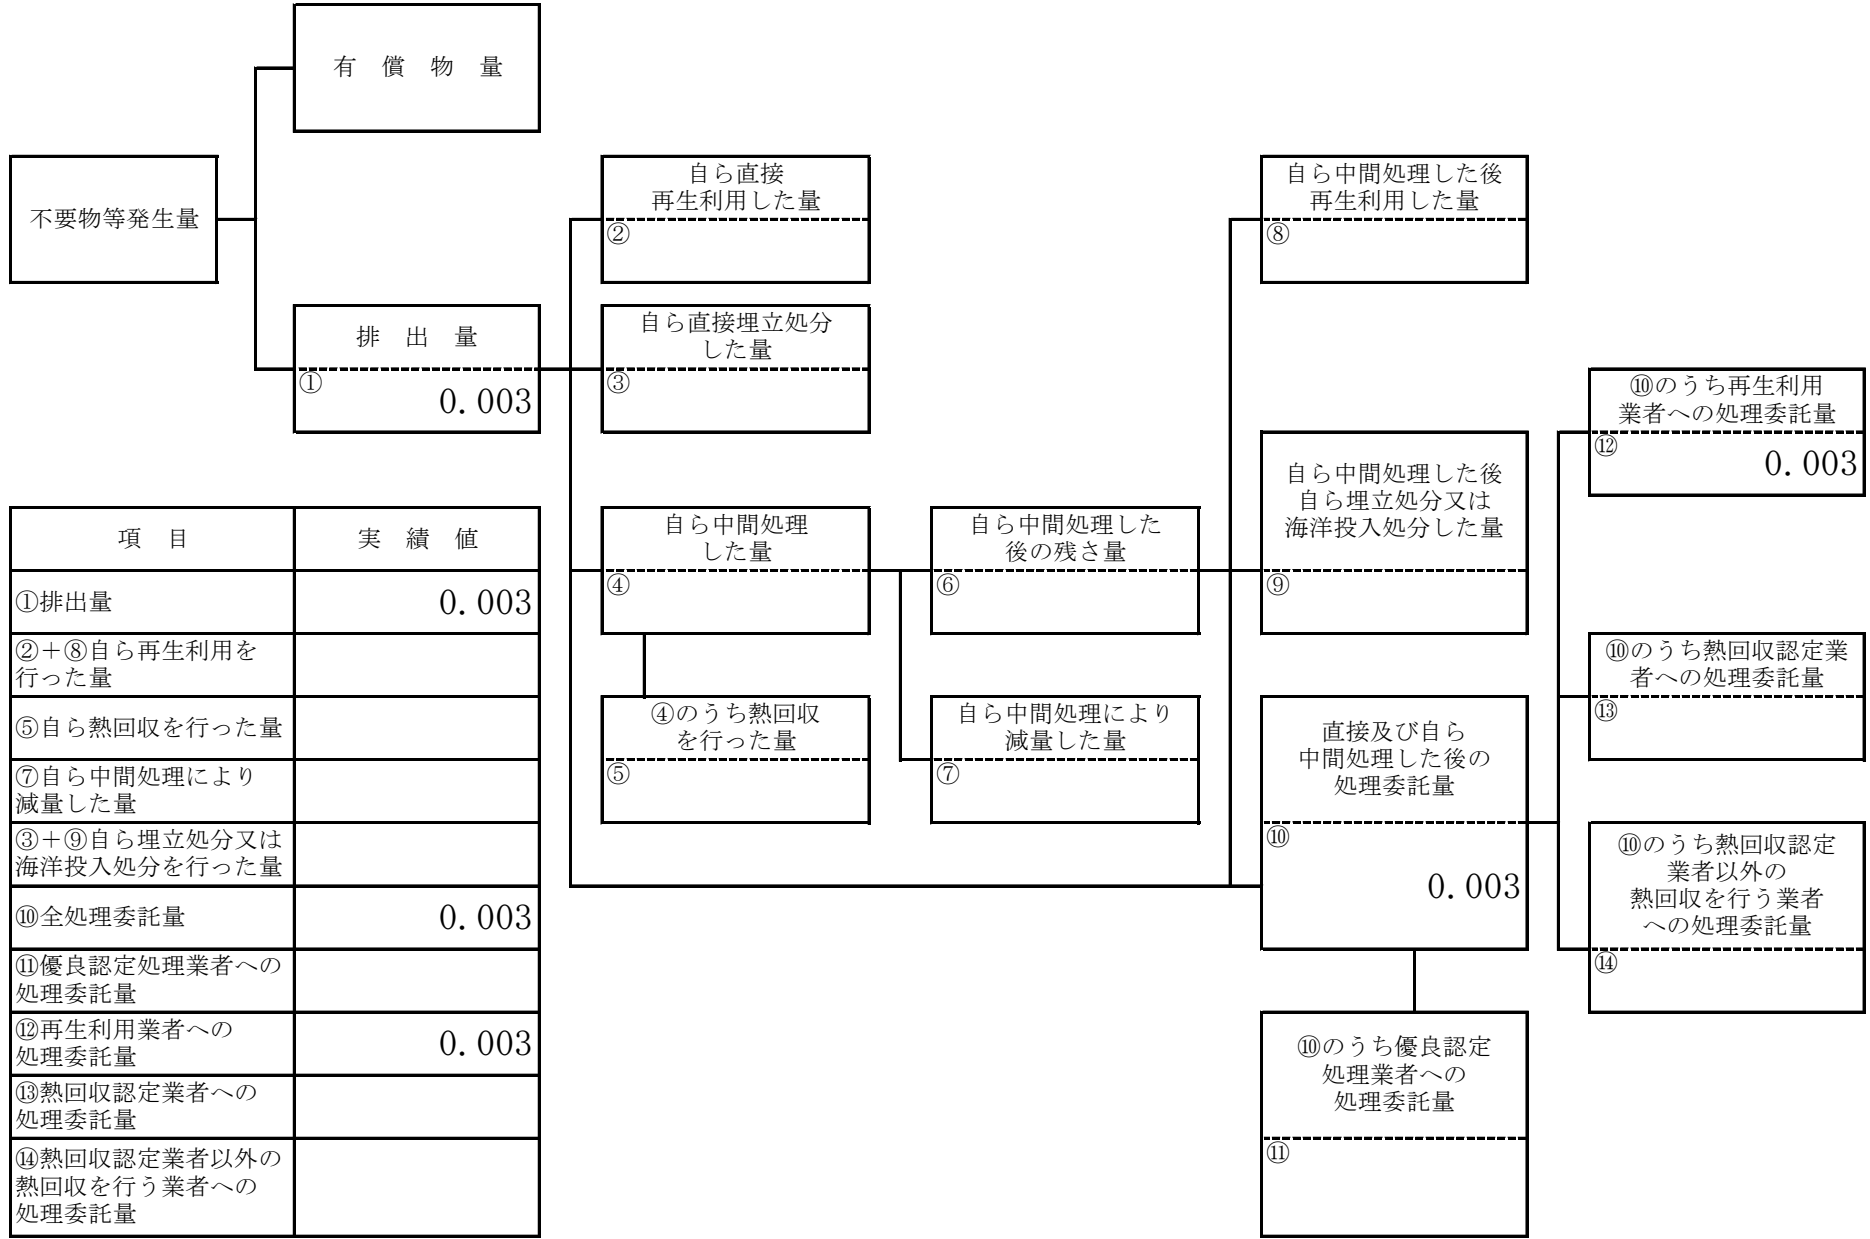 有　償　物　量
不要物等発生量
排　出　量
①
0.003
自ら直接
再生利用した量
②
自ら直接埋立処分
した量
③
自ら中間処理
した量
④
④のうち熱回収
を行った量
⑤
自ら中間処理した
後の残さ量
⑥
自ら中間処理により
減量した量
⑦
自ら中間処理した後
再生利用した量
⑧
自ら中間処理した後
自ら埋立処分又は
海洋投入処分した量
⑨
直接及び自ら
中間処理した後の
処理委託量
⑩
0.003
⑩のうち優良認定
処理業者への
処理委託量
⑪
⑩のうち再生利用
業者への処理委託量
⑫
0.003
⑩のうち熱回収認定業
者への処理委託量
⑬
⑩のうち熱回収認定
業者以外の
熱回収を行う業者
への処理委託量
⑭
項　目
実　績　値
①排出量
0.003
②＋⑧自ら再生利用を
行った量
⑤自ら熱回収を行った量
⑦自ら中間処理により
減量した量
③＋⑨自ら埋立処分又は
海洋投入処分を行った量
⑩全処理委託量
0.003
⑪優良認定処理業者への
処理委託量
⑫再生利用業者への
処理委託量
0.003
⑬熱回収認定業者への
処理委託量
⑭熱回収認定業者以外の
熱回収を行う業者への
処理委託量